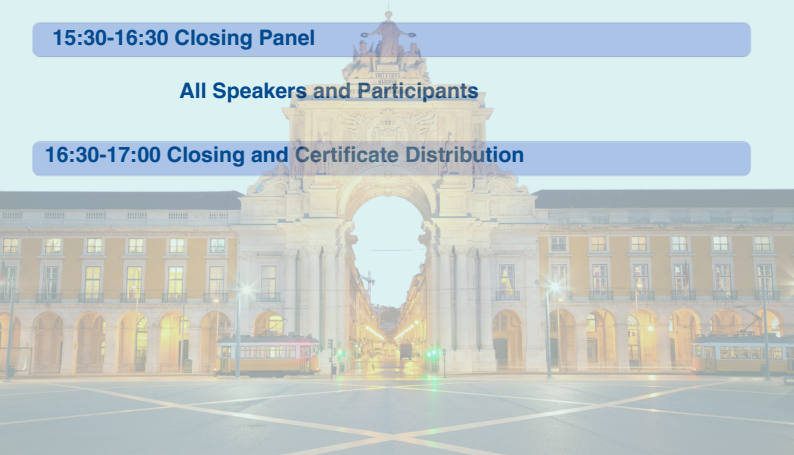 15:30-16:30 Closing Panel
All Speakers and Participants
16:30-17:00 Closing and Certificate Distribution